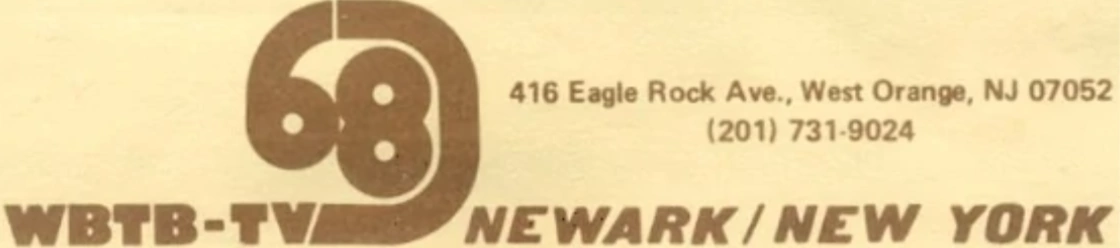 68
416 Eagle Rock Ave., West Orange, NJ 07052
(201) 731-9024
WBTB-TV NEWARK/NEW YORK